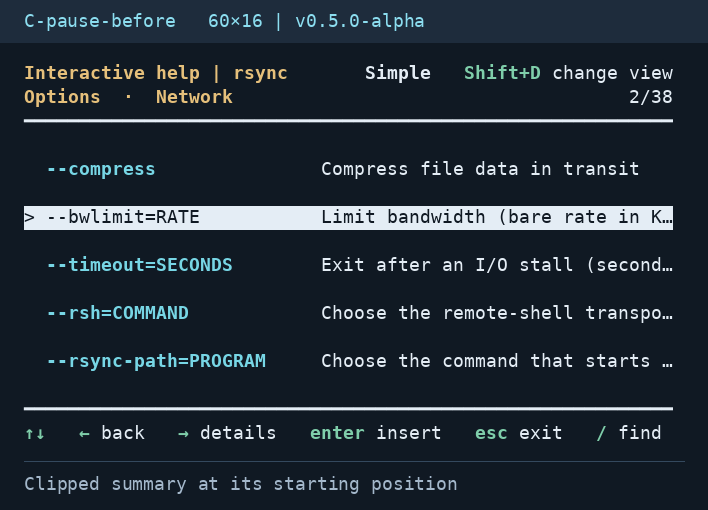 C-pause-before 60×16 | v0.5.0-alpha
Interactive help | rsync Simple Shift+D change view
Options · Network 2/38
--compress Compress file data in transit
> --bwlimit=RATE Limit bandwidth (bare rate in K…
--timeout=SECONDS Exit after an I/O stall (second…
--rsh=COMMAND Choose the remote-shell transpo…
--rsync-path=PROGRAM Choose the command that starts …
↑↓ ← back → details enter insert esc exit / find
Clipped summary at its starting position